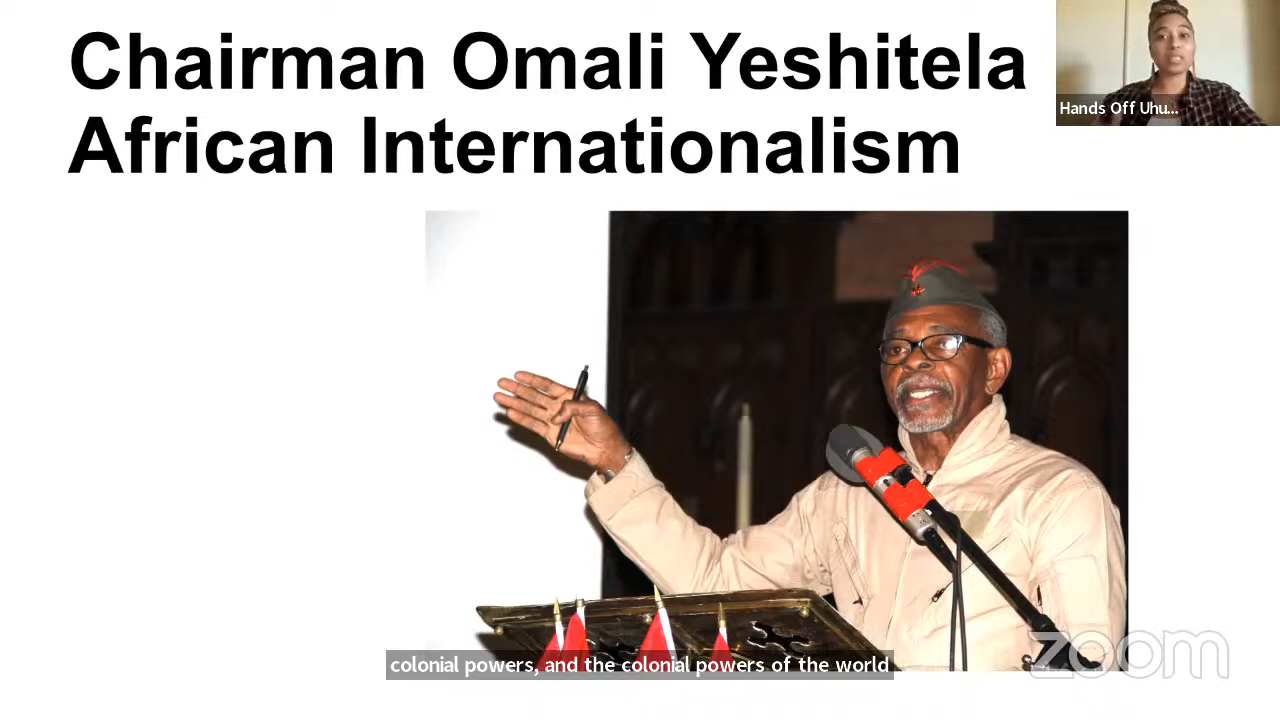 Chairman Omali Yeshitela
African Internationalism
Hands Off Uhu...
colonial powers, and the colonial powers of the world
zoom